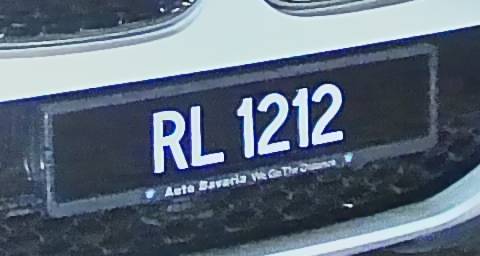 RL 1212
Auto Bavaria We Go The Distance